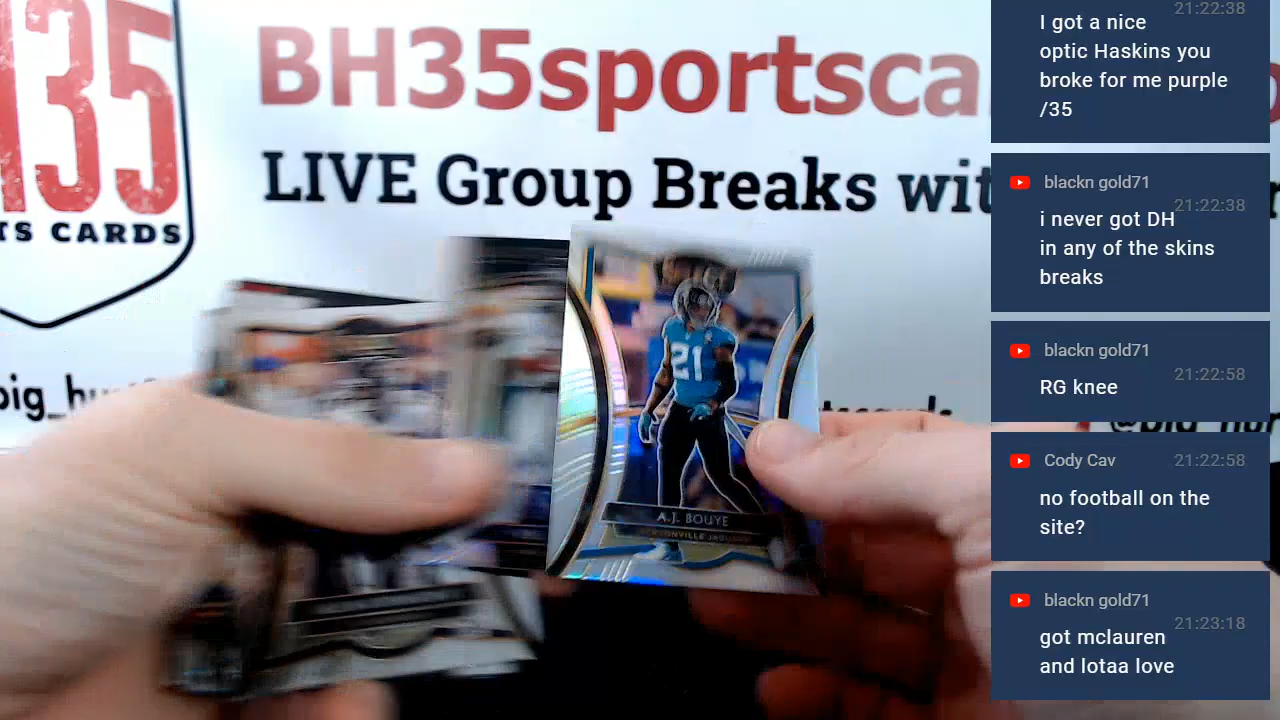 135
TS CARDS
BH35sportsca
LIVE Group Breaks wit
big_hu
@big_hur
21
A.J. BOUYE
21:22:38
I got a nice
optic Haskins you
broke for me purple
/35
blackn gold71
21:22:38
i never got DH
in any of the skins
breaks
blackn gold71
21:22:58
RG knee
Cody Cav
21:22:58
no football on the
site?
blackn gold71
21:23:18
got mclauren
and lotaa love